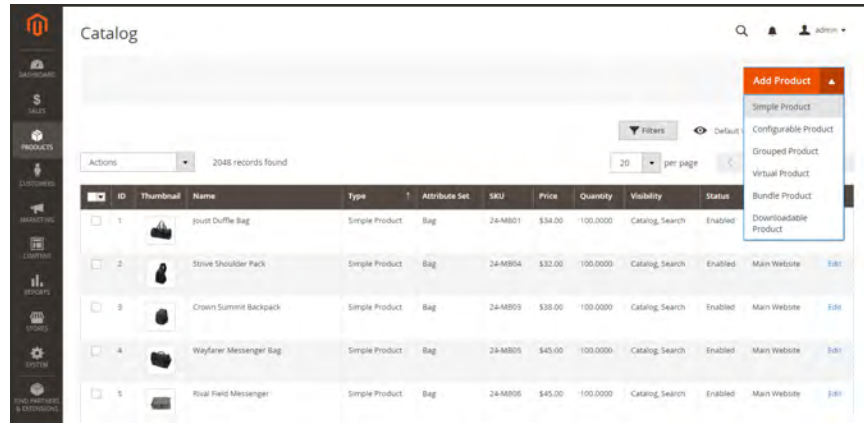 Catalog
admin
Add Product
Simple Product
Configurable Product
Grouped Product
Virtual Product
Bundle Product
Downloadable
Product
DASHBOARD
SALES
PRODUCTS
CUSTOMERS
MARKETING
CONTENT
REPORTS
STORES
SYSTEM
FIND PARTNERS
& EXTENSIONS
Filters
Default
Actions
2048 records found
20 per page
ID Thumbnail Name Type ↑ Attribute Set SKU Price Quantity Visibility Status
1 Joust Duffle Bag Simple Product Bag 24-MB01 $34.00 100.0000 Catalog, Search Enabled
2 Strive Shoulder Pack Simple Product Bag 24-MB04 $32.00 100.0000 Catalog, Search Enabled Main Website Edit
3 Crown Summit Backpack Simple Product Bag 24-MB03 $38.00 100.0000 Catalog, Search Enabled Main Website Edit
4 Wayfarer Messenger Bag Simple Product Bag 24-MB05 $45.00 100.0000 Catalog, Search Enabled Main Website Edit
5 Rival Field Messenger Simple Product Bag 24-MB06 $45.00 100.0000 Catalog, Search Enabled Main Website Edit